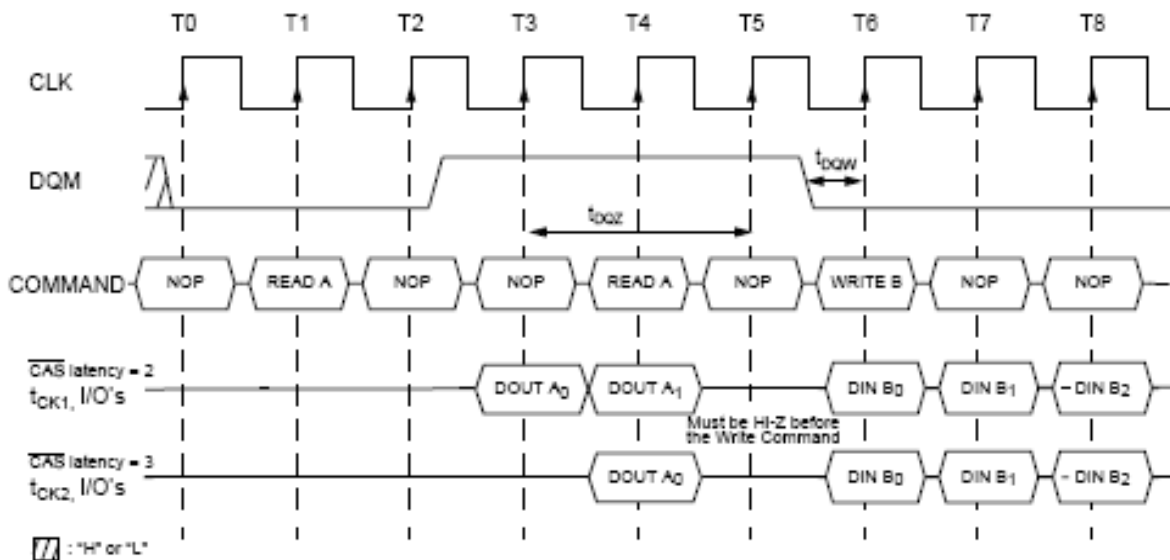 T0 T1 T2 T3 T4 T5 T6 T7 T8
CLK
DQM
tDQW
tDQZ
COMMAND NOP READ A NOP NOP READ A NOP WRITE B NOP NOP
CAS latency = 2
tCK1, I/O's DOUT A0 DOUT A1 DIN B0 DIN B1 DIN B2
Must be Hi-Z before
the Write Command
CAS latency = 3
tCK2, I/O's DOUT A0 DIN B0 DIN B1 DIN B2
: "H" or "L"